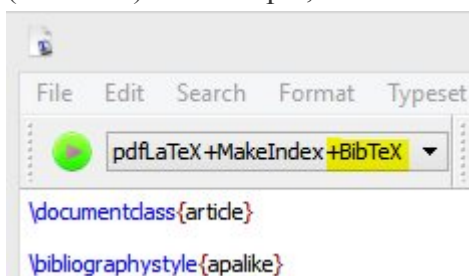 File Edit Search Format Typeset
pdfLaTeX+MakeIndex+BibTeX
\documentclass{article}
\bibliographystyle{apalike}